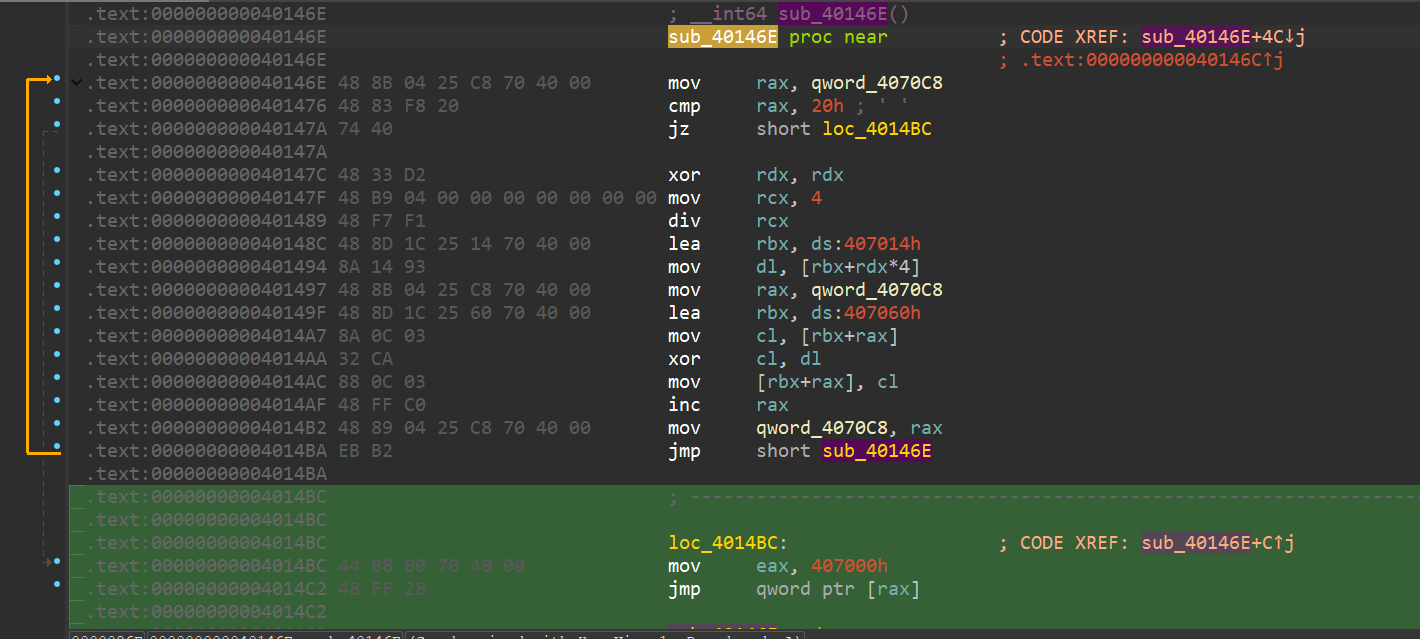 .text:000000000040146E ; __int64 sub_40146E()
.text:000000000040146E sub_40146E proc near ; CODE XREF: sub_40146E+4C↓j
.text:000000000040146E ; .text:000000000040146C↑j
.text:000000000040146E 48 8B 04 25 C8 70 40 00 mov rax, qword_4070C8
.text:0000000000401476 48 83 F8 20 cmp rax, 20h ; ' '
.text:000000000040147A 74 40 jz short loc_4014BC
.text:000000000040147A
.text:000000000040147C 48 33 D2 xor rdx, rdx
.text:000000000040147F 48 B9 04 00 00 00 00 00 00 00 mov rcx, 4
.text:0000000000401489 48 F7 F1 div rcx
.text:000000000040148C 48 8D 1C 25 14 70 40 00 lea rbx, ds:407014h
.text:0000000000401494 8A 14 93 mov dl, [rbx+rdx*4]
.text:0000000000401497 48 8B 04 25 C8 70 40 00 mov rax, qword_4070C8
.text:000000000040149F 48 8D 1C 25 60 70 40 00 lea rbx, ds:407060h
.text:00000000004014A7 8A 0C 03 mov cl, [rbx+rax]
.text:00000000004014AA 32 CA xor cl, dl
.text:00000000004014AC 88 0C 03 mov [rbx+rax], cl
.text:00000000004014AF 48 FF C0 inc rax
.text:00000000004014B2 48 89 04 25 C8 70 40 00 mov qword_4070C8, rax
.text:00000000004014BA EB B2 jmp short sub_40146E
.text:00000000004014BA
.text:00000000004014BC ; ---------------------------------------------------------------------------
.text:00000000004014BC
.text:00000000004014BC loc_4014BC: ; CODE XREF: sub_40146E+C↑j
.text:00000000004014BC 44 B8 00 70 40 00 mov eax, 407000h
.text:00000000004014C2 48 FF 28 jmp qword ptr [rax]
.text:00000000004014C2